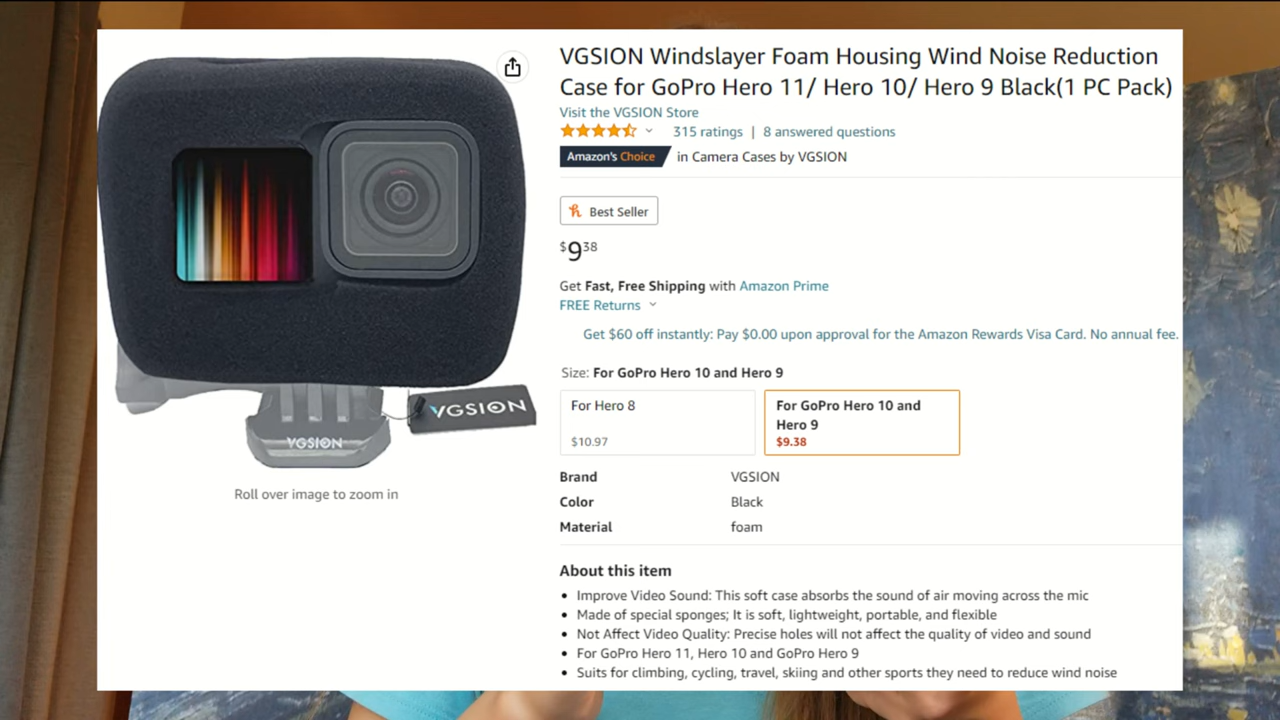 VGSION Windslayer Foam Housing Wind Noise Reduction
Case for GoPro Hero 11/ Hero 10/ Hero 9 Black(1 PC Pack)
Visit the VGSION Store
315 ratings | 8 answered questions
Amazon's Choice in Camera Cases by VGSION
Best Seller
$9 38
Get Fast, Free Shipping with Amazon Prime
FREE Returns
Get $60 off instantly: Pay $0.00 upon approval for the Amazon Rewards Visa Card. No annual fee.
Size: For GoPro Hero 10 and Hero 9
For Hero 8
$10.97
For GoPro Hero 10 and
Hero 9
$9.38
VGSION
VGSION
Roll over image to zoom in
Brand VGSION
Color Black
Material foam
About this item
• Improve Video Sound: This soft case absorbs the sound of air moving across the mic
• Made of special sponges; It is soft, lightweight, portable, and flexible
• Not Affect Video Quality: Precise holes will not affect the quality of video and sound
• For GoPro Hero 11, Hero 10 and GoPro Hero 9
• Suits for climbing, cycling, travel, skiing and other sports they need to reduce wind noise